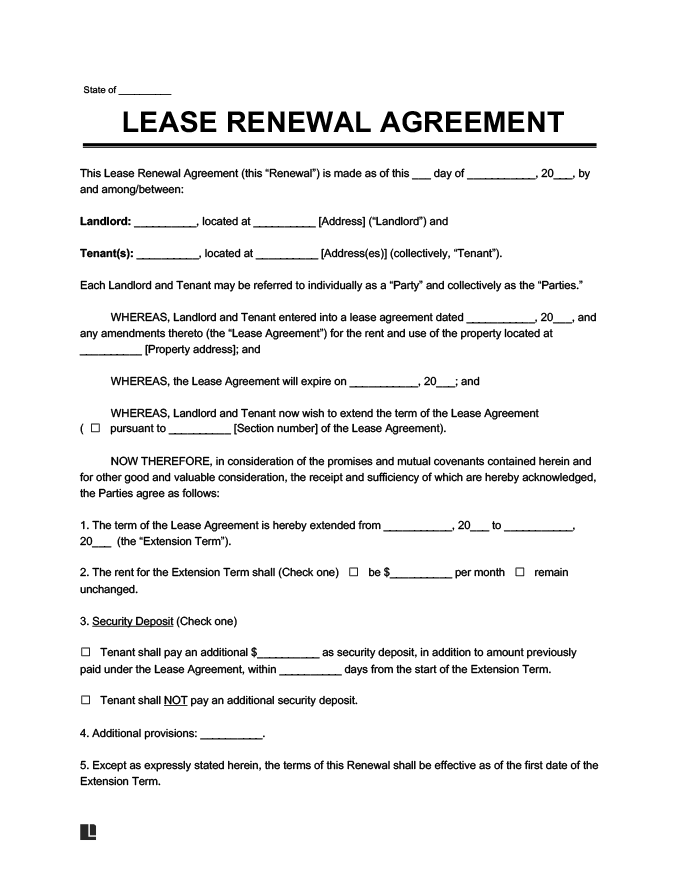 State of __________
LEASE RENEWAL AGREEMENT
This Lease Renewal Agreement (this “Renewal”) is made as of this ___ day of ___________, 20___, by
and among/between:
Landlord: __________, located at __________ [Address] (“Landlord”) and
Tenant(s): __________, located at __________ [Address(es)] (collectively, “Tenant”).
Each Landlord and Tenant may be referred to individually as a “Party” and collectively as the “Parties.”
WHEREAS, Landlord and Tenant entered into a lease agreement dated ___________, 20___, and
any amendments thereto (the “Lease Agreement”) for the rent and use of the property located at
__________ [Property address]; and
WHEREAS, the Lease Agreement will expire on ___________, 20___; and
WHEREAS, Landlord and Tenant now wish to extend the term of the Lease Agreement
( ☐ pursuant to __________ [Section number] of the Lease Agreement).
NOW THEREFORE, in consideration of the promises and mutual covenants contained herein and
for other good and valuable consideration, the receipt and sufficiency of which are hereby acknowledged,
the Parties agree as follows:
1. The term of the Lease Agreement is hereby extended from ___________, 20___ to ___________,
20___ (the “Extension Term”).
2. The rent for the Extension Term shall (Check one) ☐ be $__________ per month ☐ remain
unchanged.
3. Security Deposit (Check one)
☐ Tenant shall pay an additional $__________ as security deposit, in addition to amount previously
paid under the Lease Agreement, within __________ days from the start of the Extension Term.
☐ Tenant shall NOT pay an additional security deposit.
4. Additional provisions: __________.
5. Except as expressly stated herein, the terms of this Renewal shall be effective as of the first date of the
Extension Term.